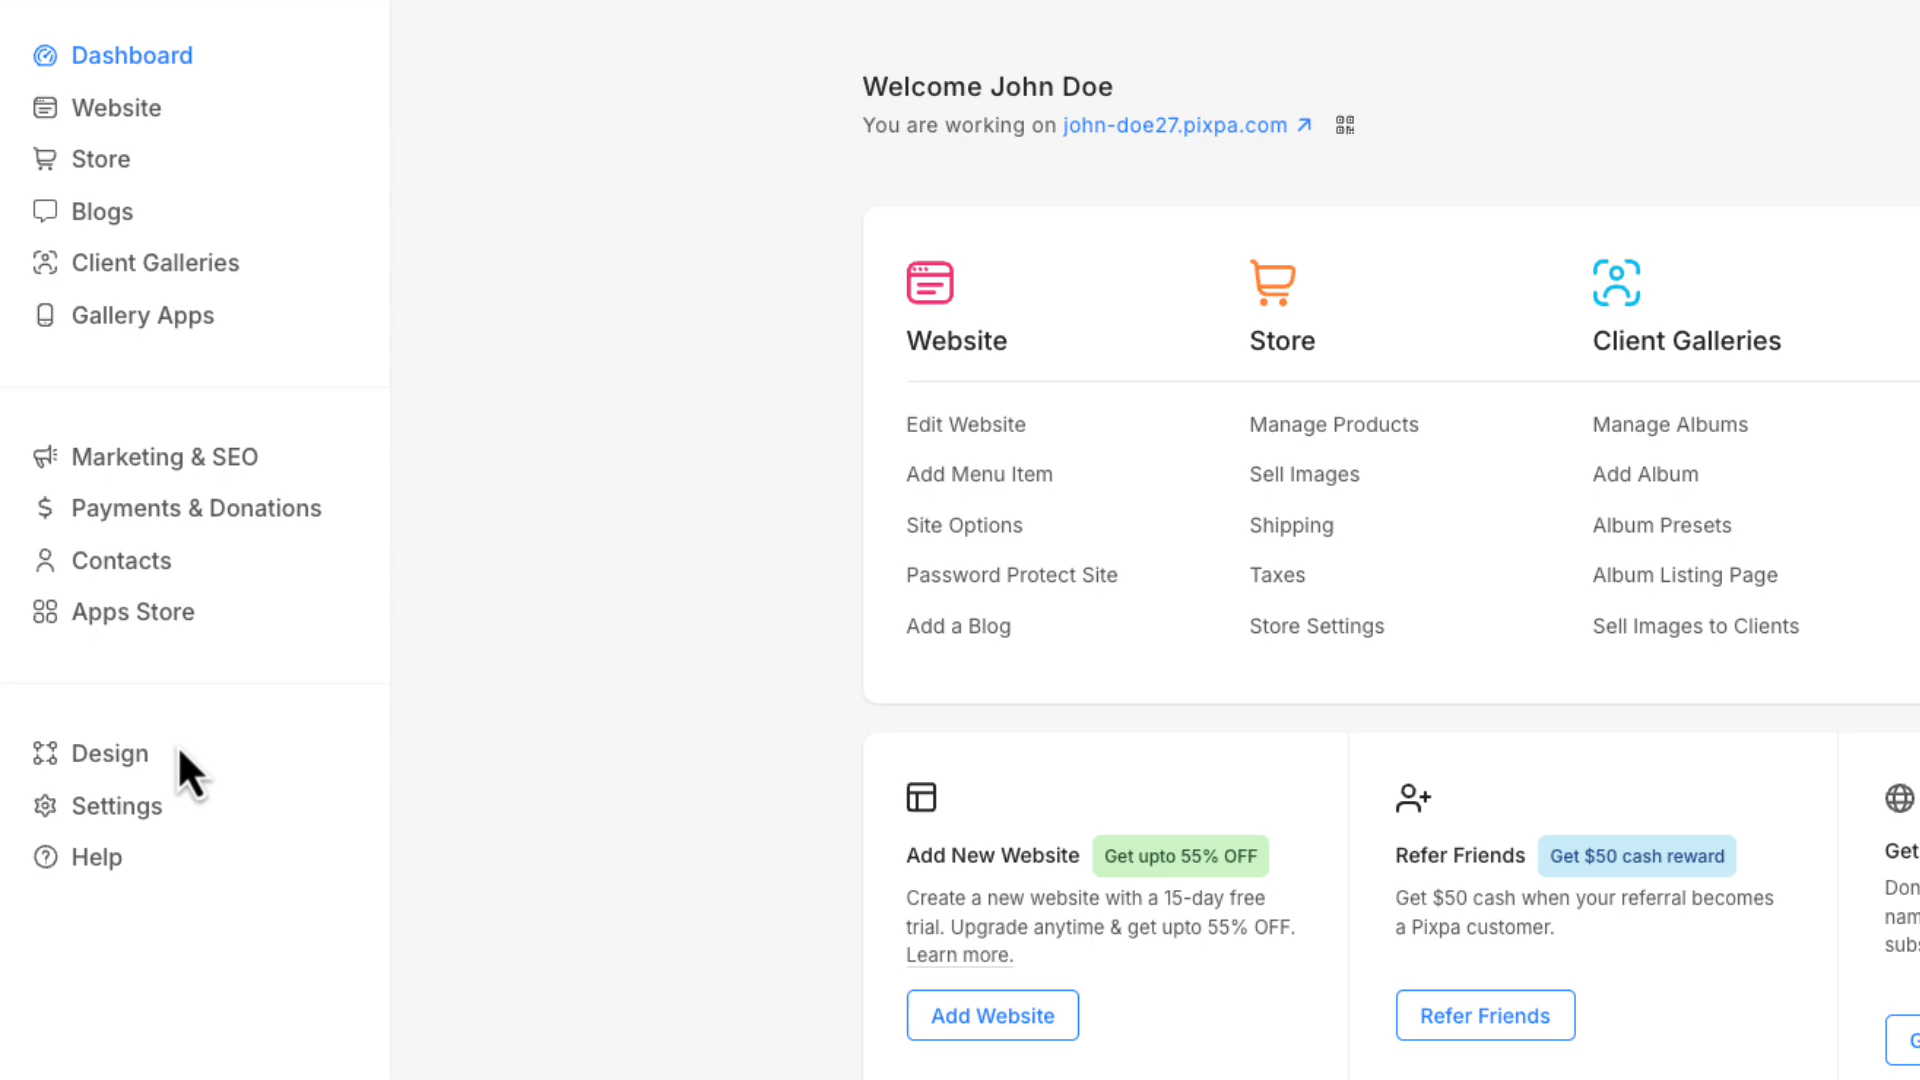 Dashboard
Website
Store
Blogs
Client Galleries
Gallery Apps
Marketing & SEO
Payments & Donations
Contacts
Apps Store
Design
Settings
Help
Welcome John Doe
You are working on john-doe27.pixpa.com
Website
Edit Website
Add Menu Item
Site Options
Password Protect Site
Add a Blog
Store
Manage Products
Sell Images
Shipping
Taxes
Store Settings
Client Galleries
Manage Albums
Add Album
Album Presets
Album Listing Page
Sell Images to Clients
Add New Website Get upto 55% OFF
Create a new website with a 15-day free
trial. Upgrade anytime & get upto 55% OFF.
Learn more.
Add Website
Refer Friends Get $50 cash reward
Get $50 cash when your referral becomes
a Pixpa customer.
Refer Friends
Get
Don
nam
subs
G